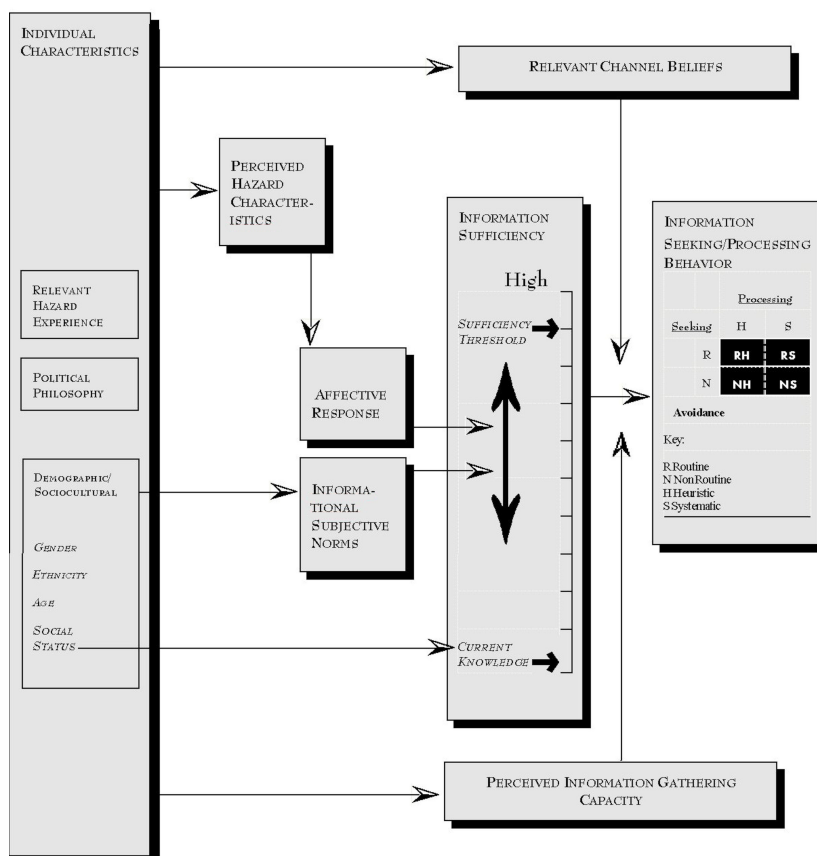 INDIVIDUAL
CHARACTERISTICS
RELEVANT
HAZARD
EXPERIENCE
POLITICAL
PHILOSOPHY
DEMOGRAPHIC/
SOCIOCULTURAL
GENDER
ETHNICITY
AGE
SOCIAL
STATUS
PERCEIVED
HAZARD
CHARACTER-
ISTICS
AFFECTIVE
RESPONSE
INFORMA-
TIONAL
SUBJECTIVE
NORMS
RELEVANT CHANNEL BELIEFS
INFORMATION
SUFFICIENCY
High
SUFFICIENCY
THRESHOLD
CURRENT
KNOWLEDGE
PERCEIVED INFORMATION GATHERING
CAPACITY
INFORMATION
SEEKING/PROCESSING
BEHAVIOR
Processing
Seeking H S
R RH RS
N NH NS
Avoidance
Key:
R Routine
N NonRoutine
H Heuristic
S Systematic